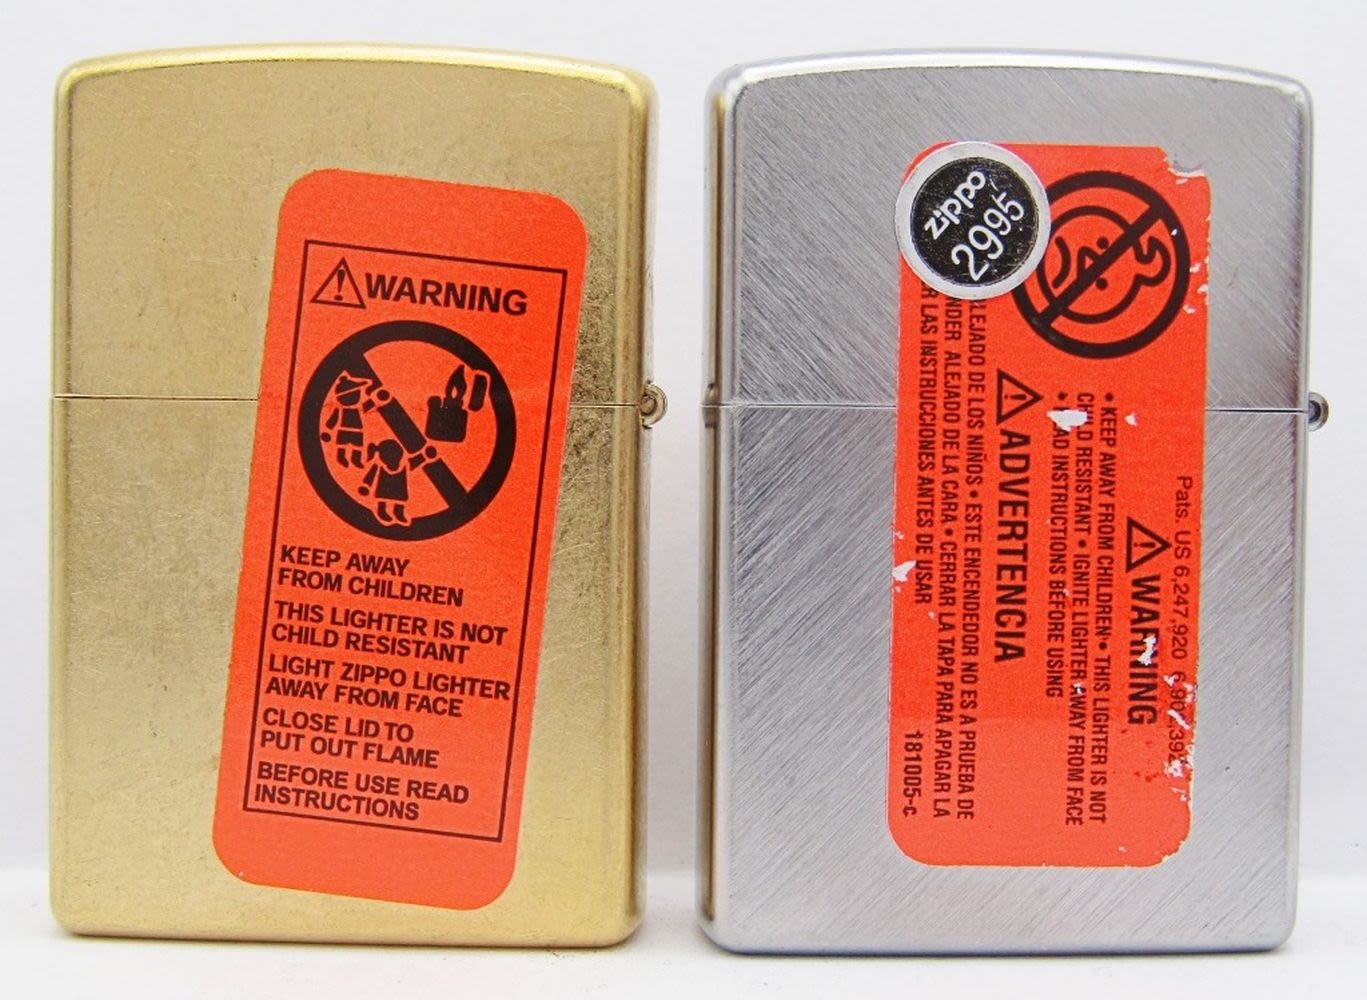 WARNING
KEEP AWAY
FROM CHILDREN
THIS LIGHTER IS NOT
CHILD RESISTANT
LIGHT ZIPPO LIGHTER
AWAY FROM FACE
CLOSE LID TO
PUT OUT FLAME
BEFORE USE READ
INSTRUCTIONS
zippo
29.95
Pats. US 6,247,920
WARNING
• KEEP AWAY FROM CHILDREN • THIS LIGHTER IS NOT
RESISTANT • IGNITE LIGHTER AWAY FROM FACE
• INSTRUCTIONS BEFORE USING
ADVERTENCIA
DE LOS NIÑOS • ESTE ENCENDEDOR NO ES A PRUEBA DE
ALEJADO DE LA CARA • CERRAR LA TAPA PARA APAGAR LA
LAS INSTRUCCIONES ANTES DE USAR
181005-c